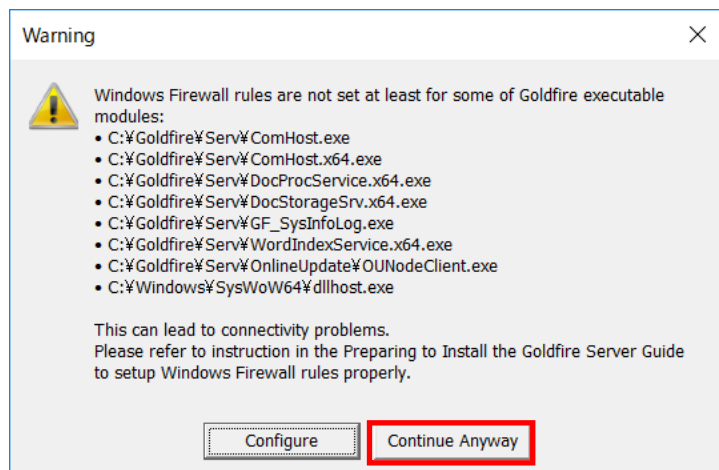 Warning
Windows Firewall rules are not set at least for some of Goldfire executable
modules:
• C:¥Goldfire¥Serv¥ComHost.exe
• C:¥Goldfire¥Serv¥ComHost.x64.exe
• C:¥Goldfire¥Serv¥DocProcService.x64.exe
• C:¥Goldfire¥Serv¥DocStorageSrv.x64.exe
• C:¥Goldfire¥Serv¥GF_SysInfoLog.exe
• C:¥Goldfire¥Serv¥WordIndexService.x64.exe
• C:¥Goldfire¥Serv¥OnlineUpdate¥OUNodeClient.exe
• C:¥Windows¥SysWoW64¥dllhost.exe
This can lead to connectivity problems.
Please refer to instruction in the Preparing to Install the Goldfire Server Guide
to setup Windows Firewall rules properly.
Configure
Continue Anyway